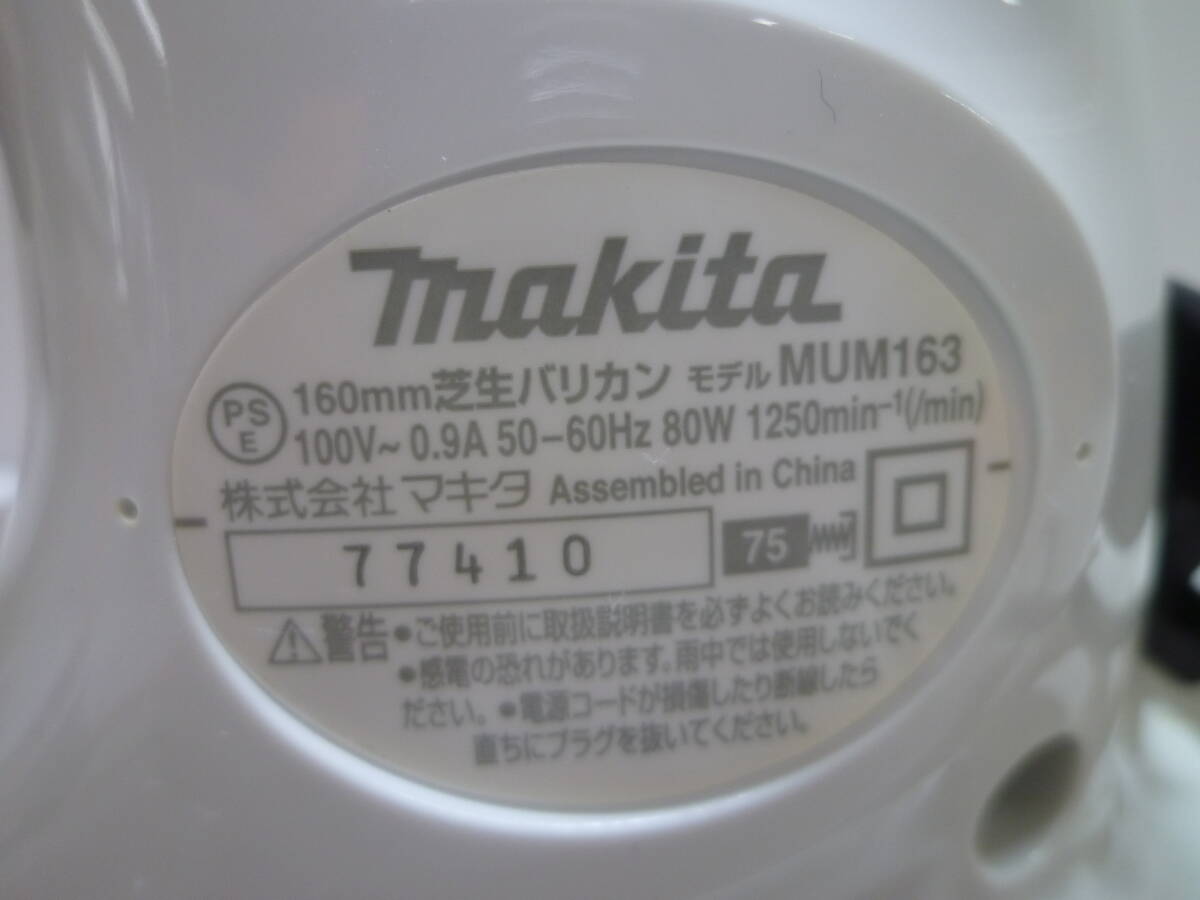 makita
160mm芝生バリカン モデル MUM163
PS E
100V～ 0.9A 50-60Hz 80W 1250min⁻¹(/min)
株式会社 マキタ Assembled in China
77410
75
警告 ●ご使用前に取扱説明書を必ずよくお読みください。
●感電の恐れがあります。雨中では使用しないでく
ださい。●電源コードが損傷したり断線したら
直ちにプラグを抜いてください。